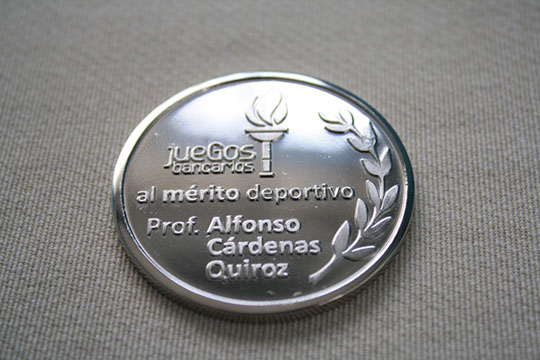 jueGos
bancarios
al mérito deportivo
Prof. Alfonso
Cárdenas
Quiroz